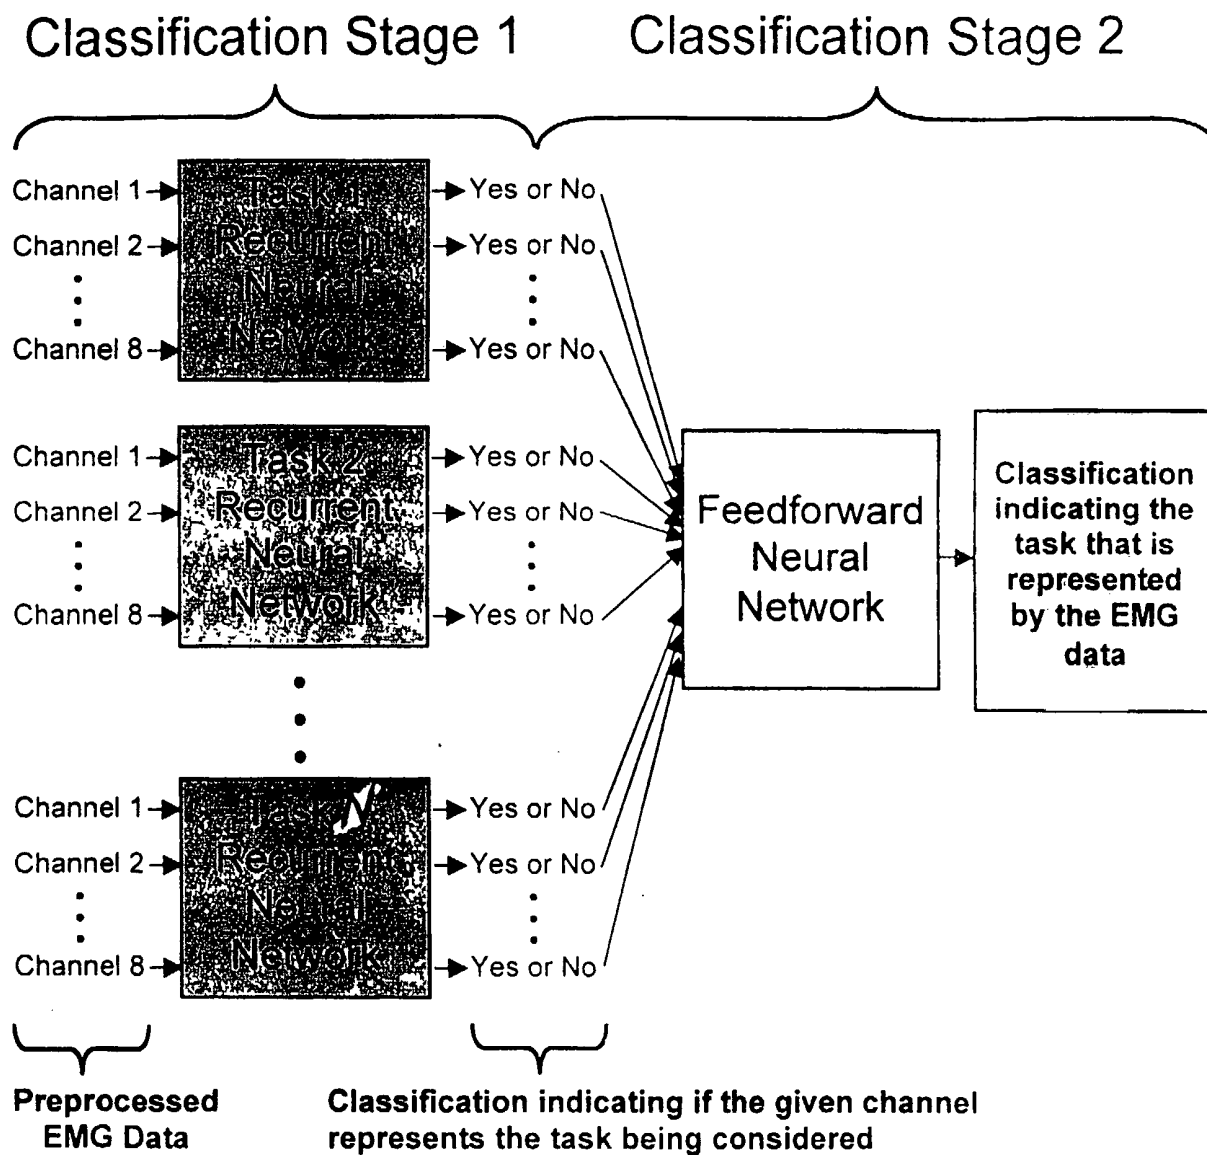 Classification Stage 1
Classification Stage 2
Channel 1
Channel 2
Channel 8
Task 1
Recurrent
Neural
Network
Yes or No
Yes or No
Yes or No
Channel 1
Channel 2
Channel 8
Task 2
Recurrent
Neural
Network
Yes or No
Yes or No
Yes or No
Channel 1
Channel 2
Channel 8
Task N
Recurrent
Neural
Network
Yes or No
Yes or No
Yes or No
Feedforward
Neural
Network
Classification
indicating the
task that is
represented
by the EMG
data
Preprocessed
EMG Data
Classification indicating if the given channel
represents the task being considered